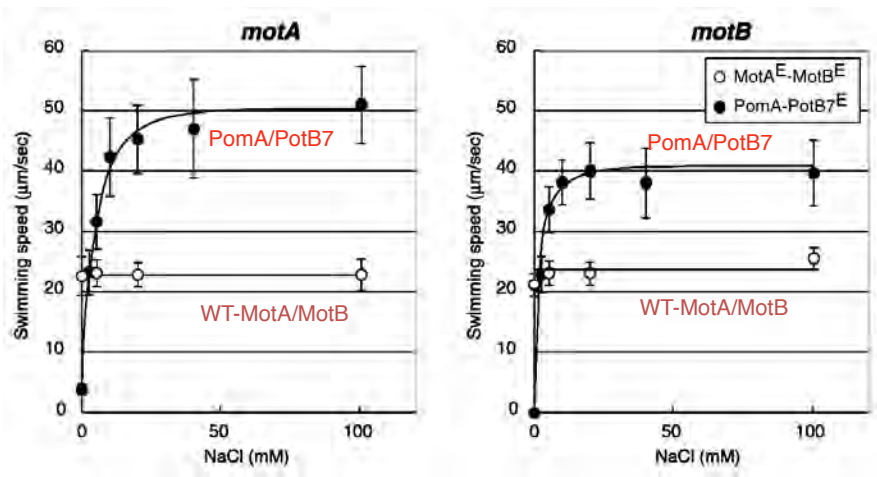 motA
60
50
40
30
20
10
0
Swimming speed (µm/sec)
PomA/PotB7
WT-MotA/MotB
0
50
100
NaCl (mM)
motB
60
50
40
30
20
10
0
Swimming speed (µm/sec)
MotA^E-MotB^E
PomA-PotB7^E
PomA/PotB7
WT-MotA/MotB
0
50
100
NaCl (mM)